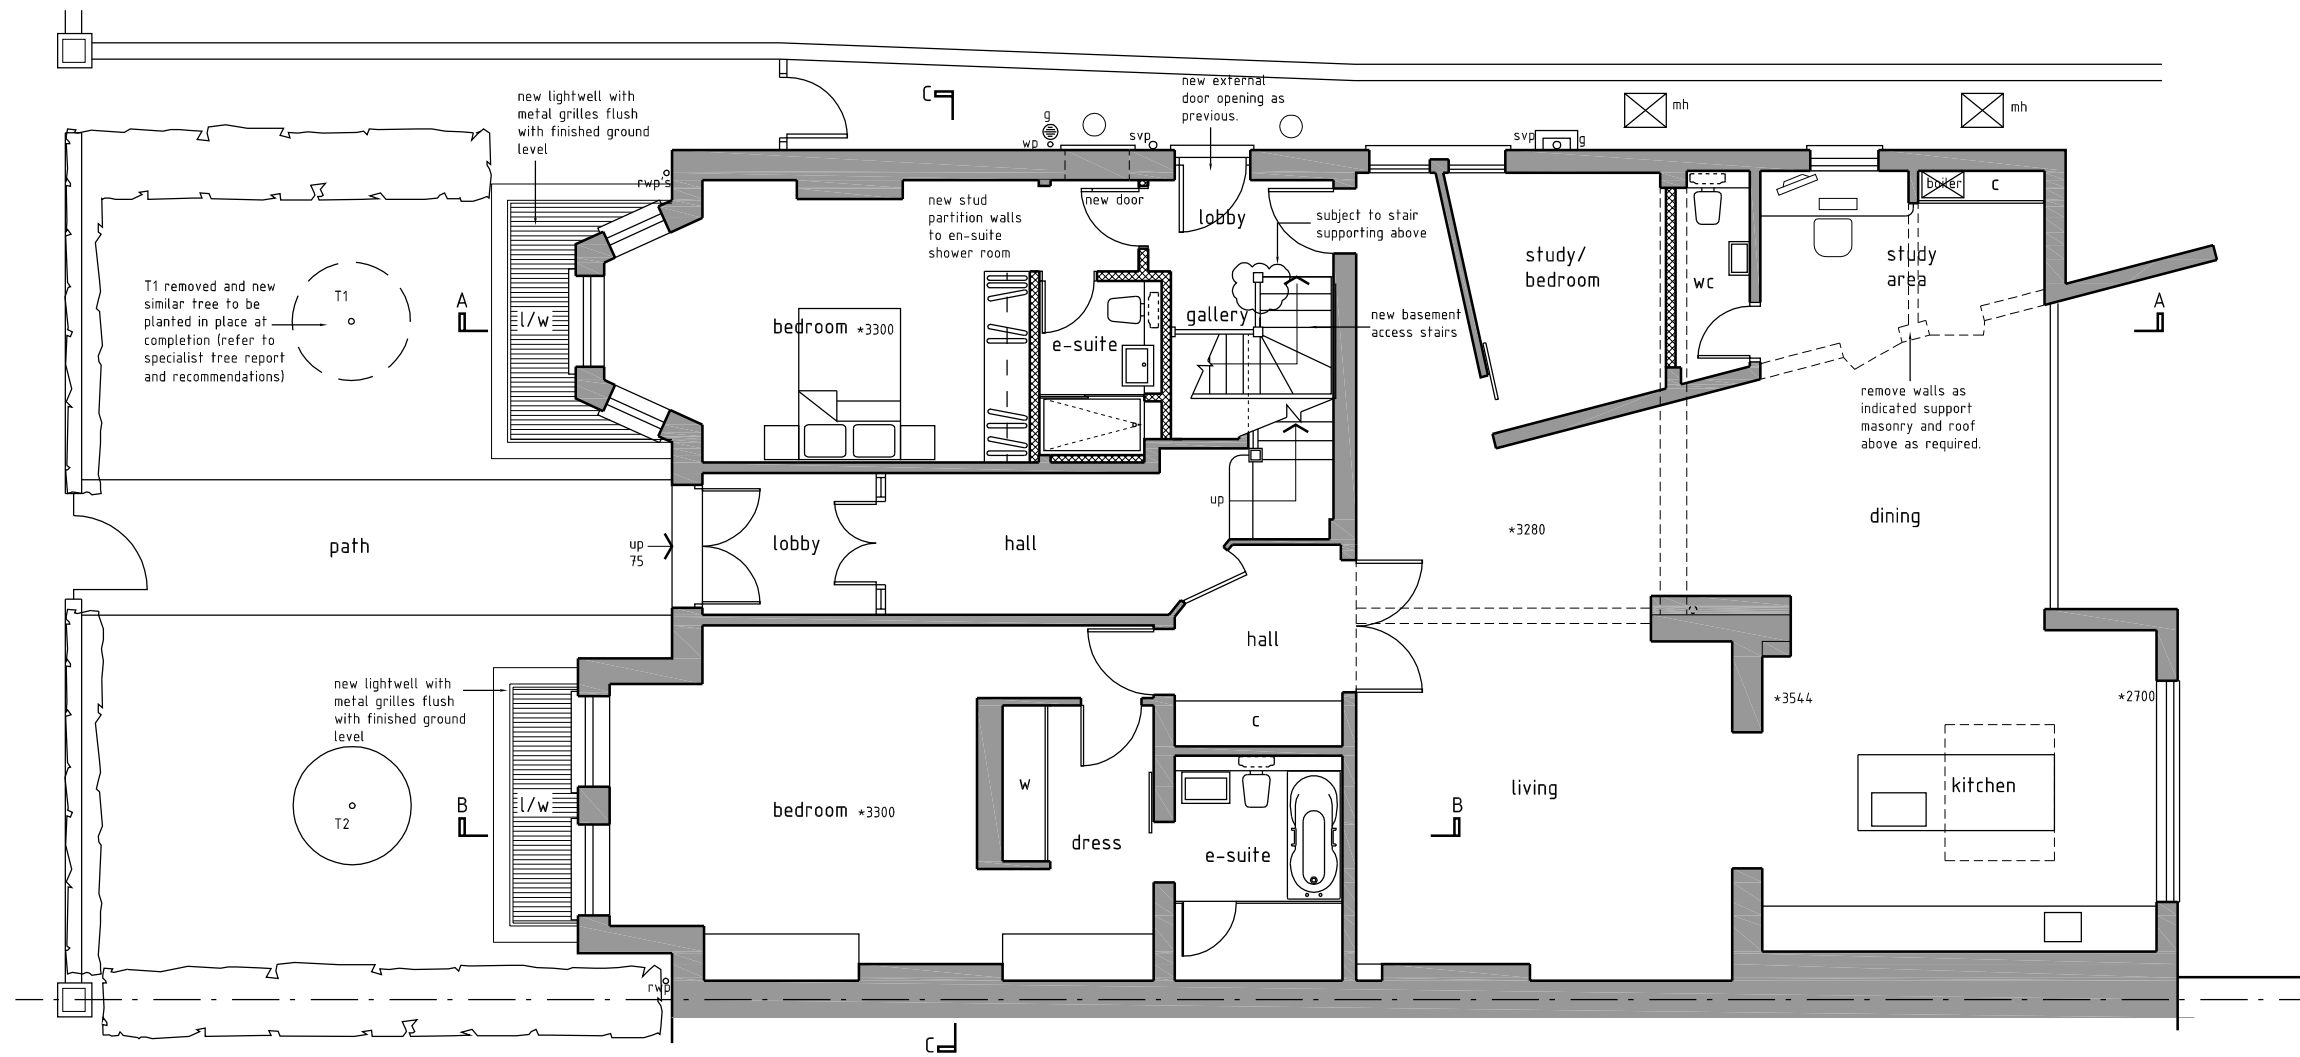 new external
door opening as
previous.
C
new lightwell with
metal grilles flush
with finished ground
level
g
wp
svp
svp
g
mh
mh
rwp's
new stud
partition walls
to en-suite
shower room
new door
lobby
subject to stair
supporting above
study/
bedroom
wc
study
area
boiler
c
T1 removed and new
similar tree to be
planted in place at
completion (refer to
specialist tree report
and recommendations)
T1
A
l/w
bedroom *3300
e-suite
gallery
new basement
access stairs
A
remove walls as
indicated support
masonry and roof
above as required.
up
path
up
75
lobby
hall
*3280
dining
hall
new lightwell with
metal grilles flush
with finished ground
level
c
*3544
*2700
T2
B
l/w
bedroom *3300
w
dress
e-suite
living
B
kitchen
rwp
C